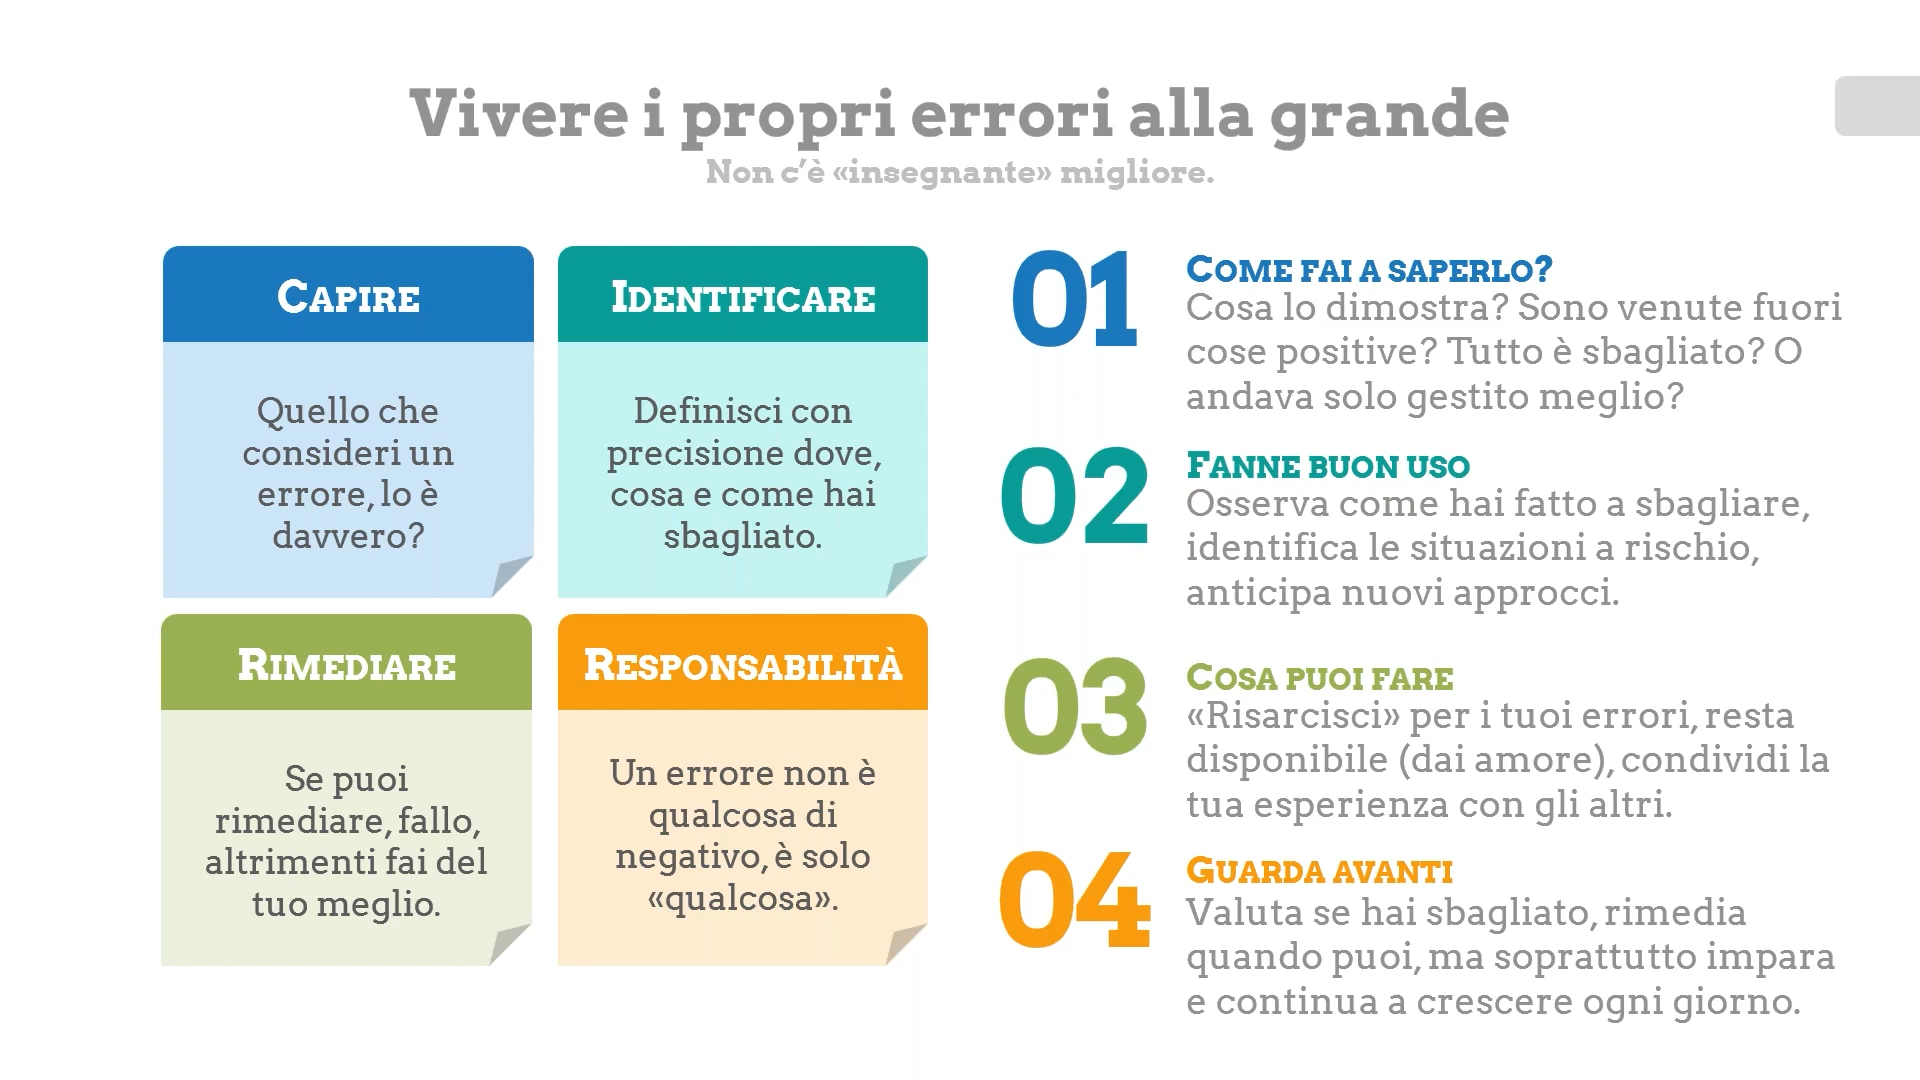 Vivere i propri errori alla grande
Non c’è «insegnante» migliore.
CAPIRE
Quello che
consideri un
errore, lo è
davvero?
IDENTIFICARE
Definisci con
precisione dove,
cosa e come hai
sbagliato.
RIMEDIARE
Se puoi
rimediare, fallo,
altrimenti fai del
tuo meglio.
RESPONSABILITÀ
Un errore non è
qualcosa di
negativo, è solo
«qualcosa».
01
COME FAI A SAPERLO?
Cosa lo dimostra? Sono venute fuori
cose positive? Tutto è sbagliato? O
andava solo gestito meglio?
02
FANNE BUON USO
Osserva come hai fatto a sbagliare,
identifica le situazioni a rischio,
anticipa nuovi approcci.
03
COSA PUOI FARE
«Risarcisci» per i tuoi errori, resta
disponibile (dai amore), condividi la
tua esperienza con gli altri.
04
GUARDA AVANTI
Valuta se hai sbagliato, rimedia
quando puoi, ma soprattutto impara
e continua a crescere ogni giorno.